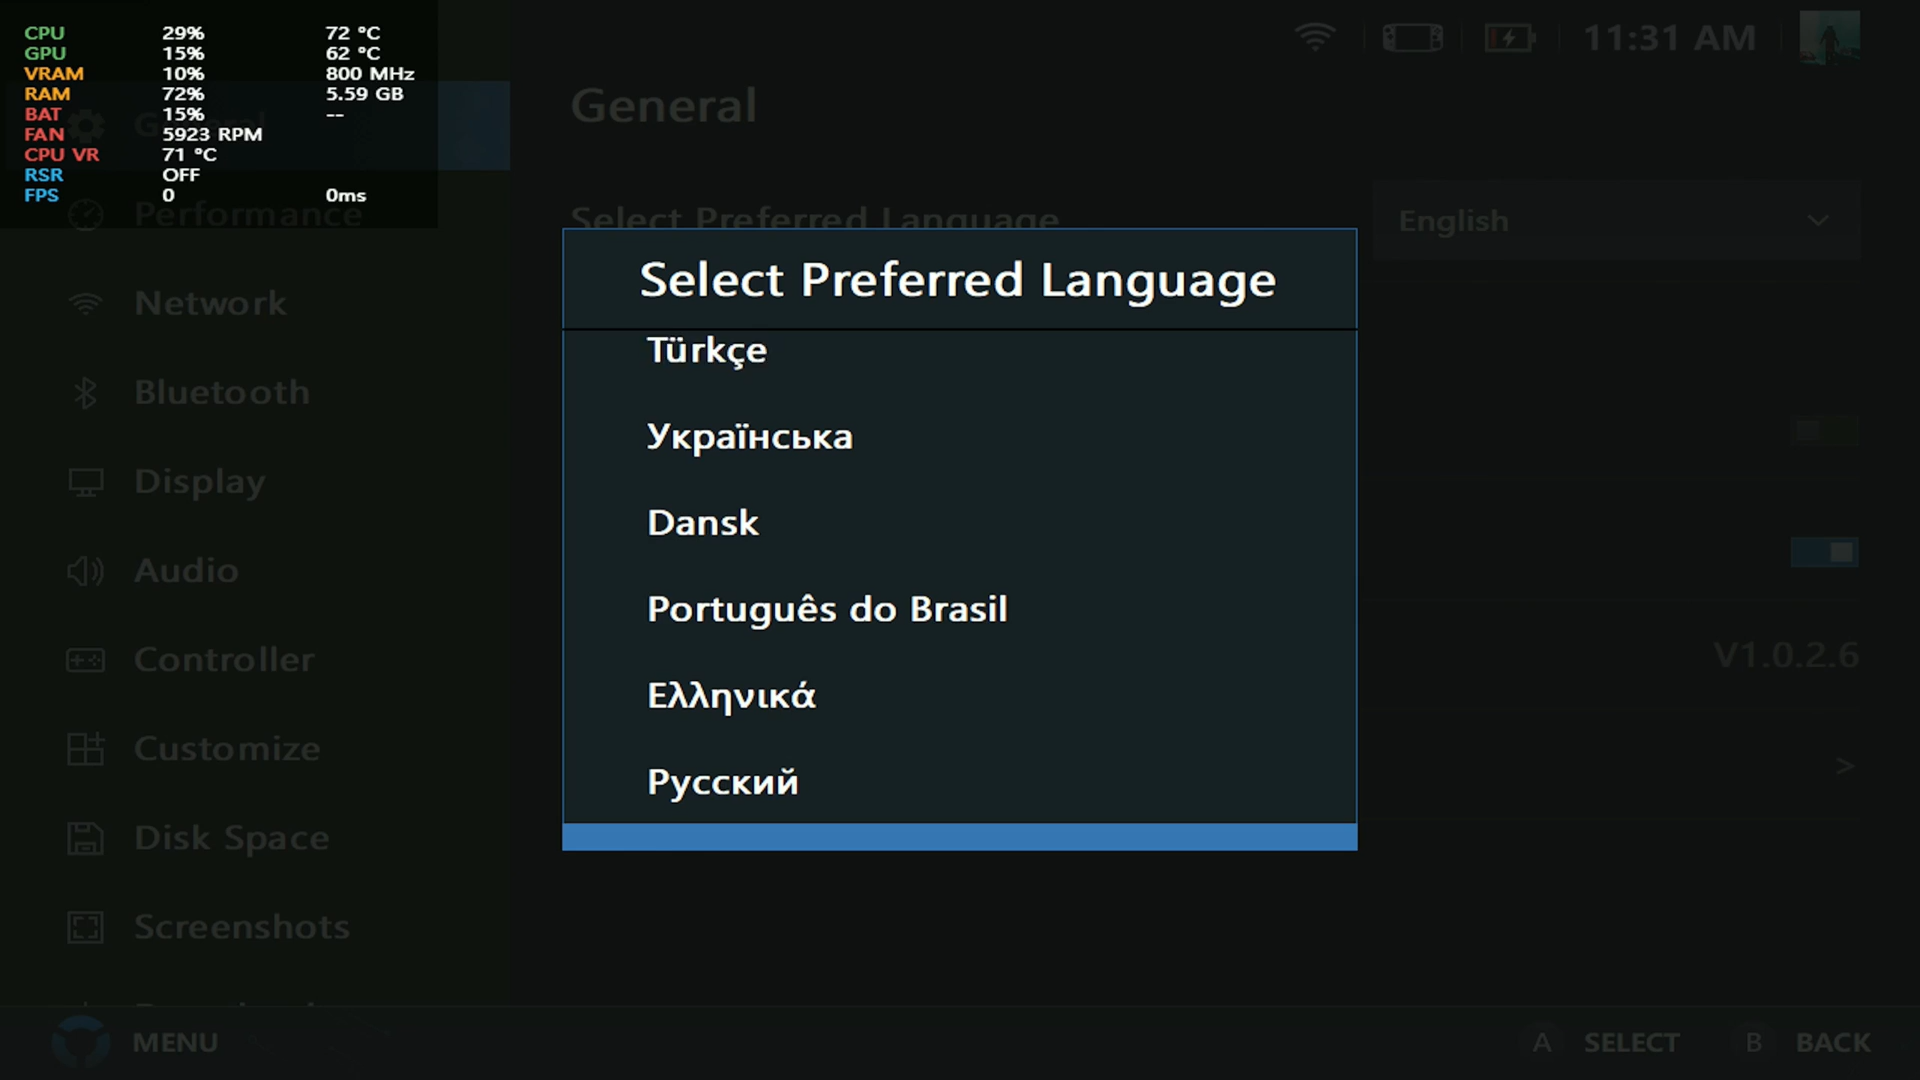 CPU 29% 72 °C
GPU 15% 62 °C
VRAM 10% 800 MHz
RAM 72% 5.59 GB
BAT 15% --
FAN 5923 RPM
CPU VR 71 °C
RSR OFF
FPS 0 0ms
11:31 AM
General
Performance
Network
Bluetooth
Display
Audio
Controller
Customize
Disk Space
Screenshots
General
Select Preferred Language
English
V1.0.2.6
>
Select Preferred Language
Türkçe
Українська
Dansk
Português do Brasil
Ελληνικά
Русский
MENU
A SELECT B BACK